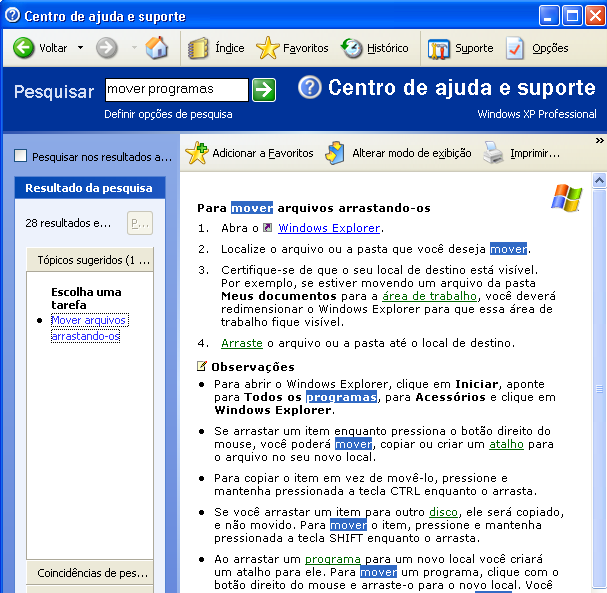 Centro de ajuda e suporte
Voltar
Índice
Favoritos
Histórico
Suporte
Opções
Pesquisar
mover programas
Centro de ajuda e suporte
Definir opções de pesquisa
Windows XP Professional
Pesquisar nos resultados a...
Adicionar a Favoritos
Alterar modo de exibição
Imprimir...
Resultado da pesquisa
28 resultados e...
P...
Tópicos sugeridos (1 ...
Escolha uma
tarefa
Mover arquivos
arrastando-os
Coincidências de pes...
Para mover arquivos arrastando-os
1. Abra o Windows Explorer.
2. Localize o arquivo ou a pasta que você deseja mover.
3. Certifique-se de que o seu local de destino está visível.
Por exemplo, se estiver movendo um arquivo da pasta
Meus documentos para a área de trabalho, você deverá
redimensionar o Windows Explorer para que essa área de
trabalho fique visível.
4. Arraste o arquivo ou a pasta até o local de destino.
Observações
• Para abrir o Windows Explorer, clique em Iniciar, aponte
para Todos os programas, para Acessórios e clique em
Windows Explorer.
• Se arrastar um item enquanto pressiona o botão direito do
mouse, você poderá mover, copiar ou criar um atalho para
o arquivo no seu novo local.
• Para copiar o item em vez de movê-lo, pressione e
mantenha pressionada a tecla CTRL enquanto o arrasta.
• Se você arrastar um item para outro disco, ele será copiado,
e não movido. Para mover o item, pressione e mantenha
pressionada a tecla SHIFT enquanto o arrasta.
• Ao arrastar um programa para um novo local você criará
um atalho para ele. Para mover um programa, clique com o
botão direito do mouse e arraste-o para o novo local. Você